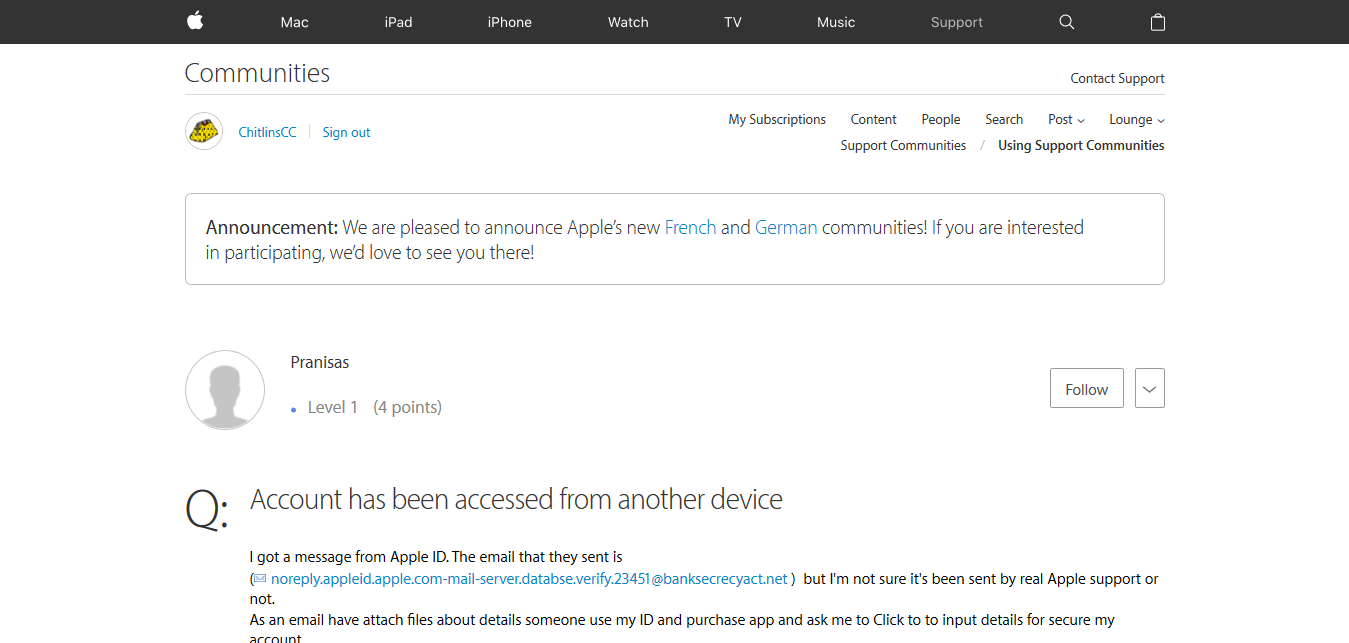 Mac iPad iPhone Watch TV Music Support
Communities
Contact Support
ChitlinsCC Sign out
My Subscriptions Content People Search Post Lounge
Support Communities / Using Support Communities
Announcement: We are pleased to announce Apple’s new French and German communities! If you are interested
in participating, we’d love to see you there!
Pranisas
Level 1 (4 points)
Follow
Q: Account has been accessed from another device
I got a message from Apple ID. The email that they sent is
( noreply.appleid.apple.com-mail-server.databse.verify.23451@banksecrecyact.net ) but I'm not sure it's been sent by real Apple support or
not.
As an email have attach files about details someone use my ID and purchase app and ask me to Click to to input details for secure my
account.